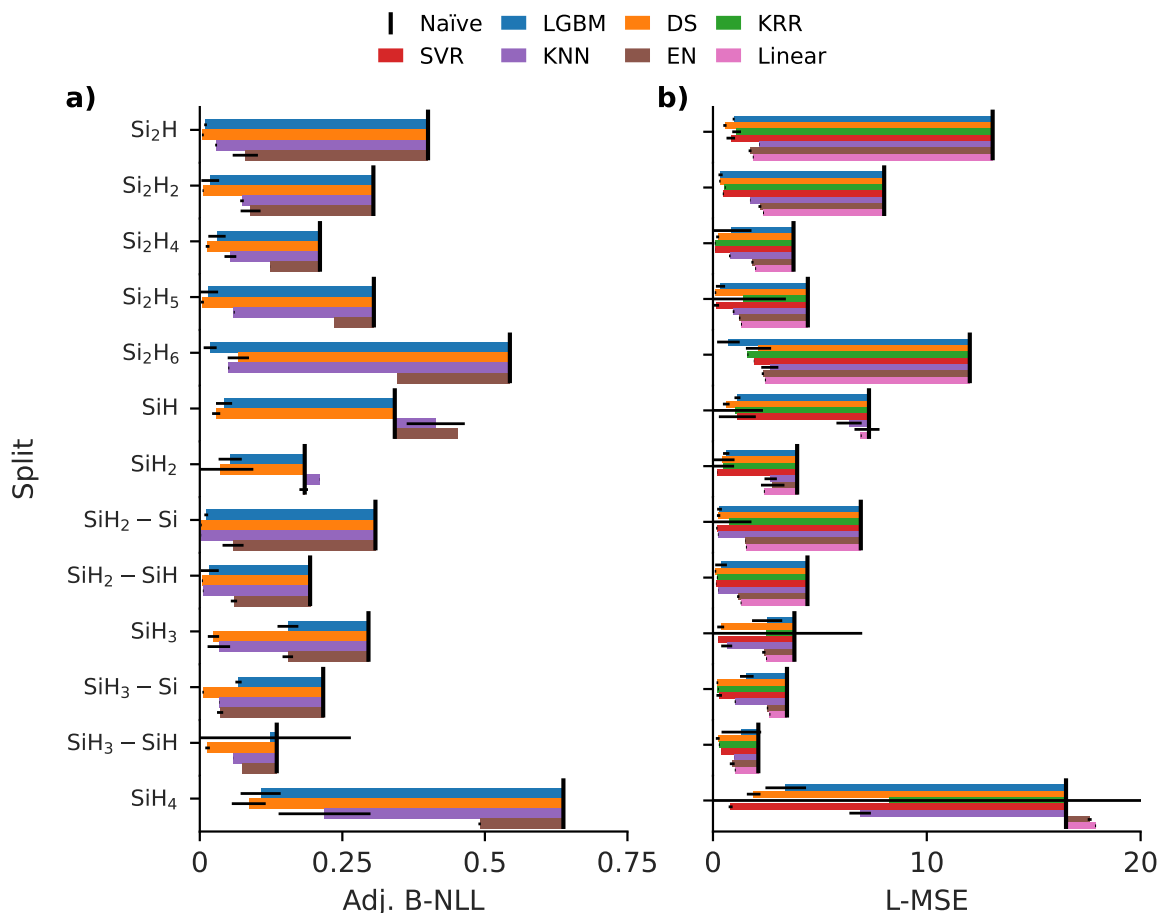 Naïve LGBM DS KRR
SVR KNN EN Linear
a) b)
Si₂H
Si₂H₂
Si₂H₄
Si₂H₅
Si₂H₆
SiH
SiH₂
SiH₂ − Si
SiH₂ − SiH
SiH₃
SiH₃ − Si
SiH₃ − SiH
SiH₄
Split
0 0.25 0.5 0.75
Adj. B-NLL
0 10 20
L-MSE